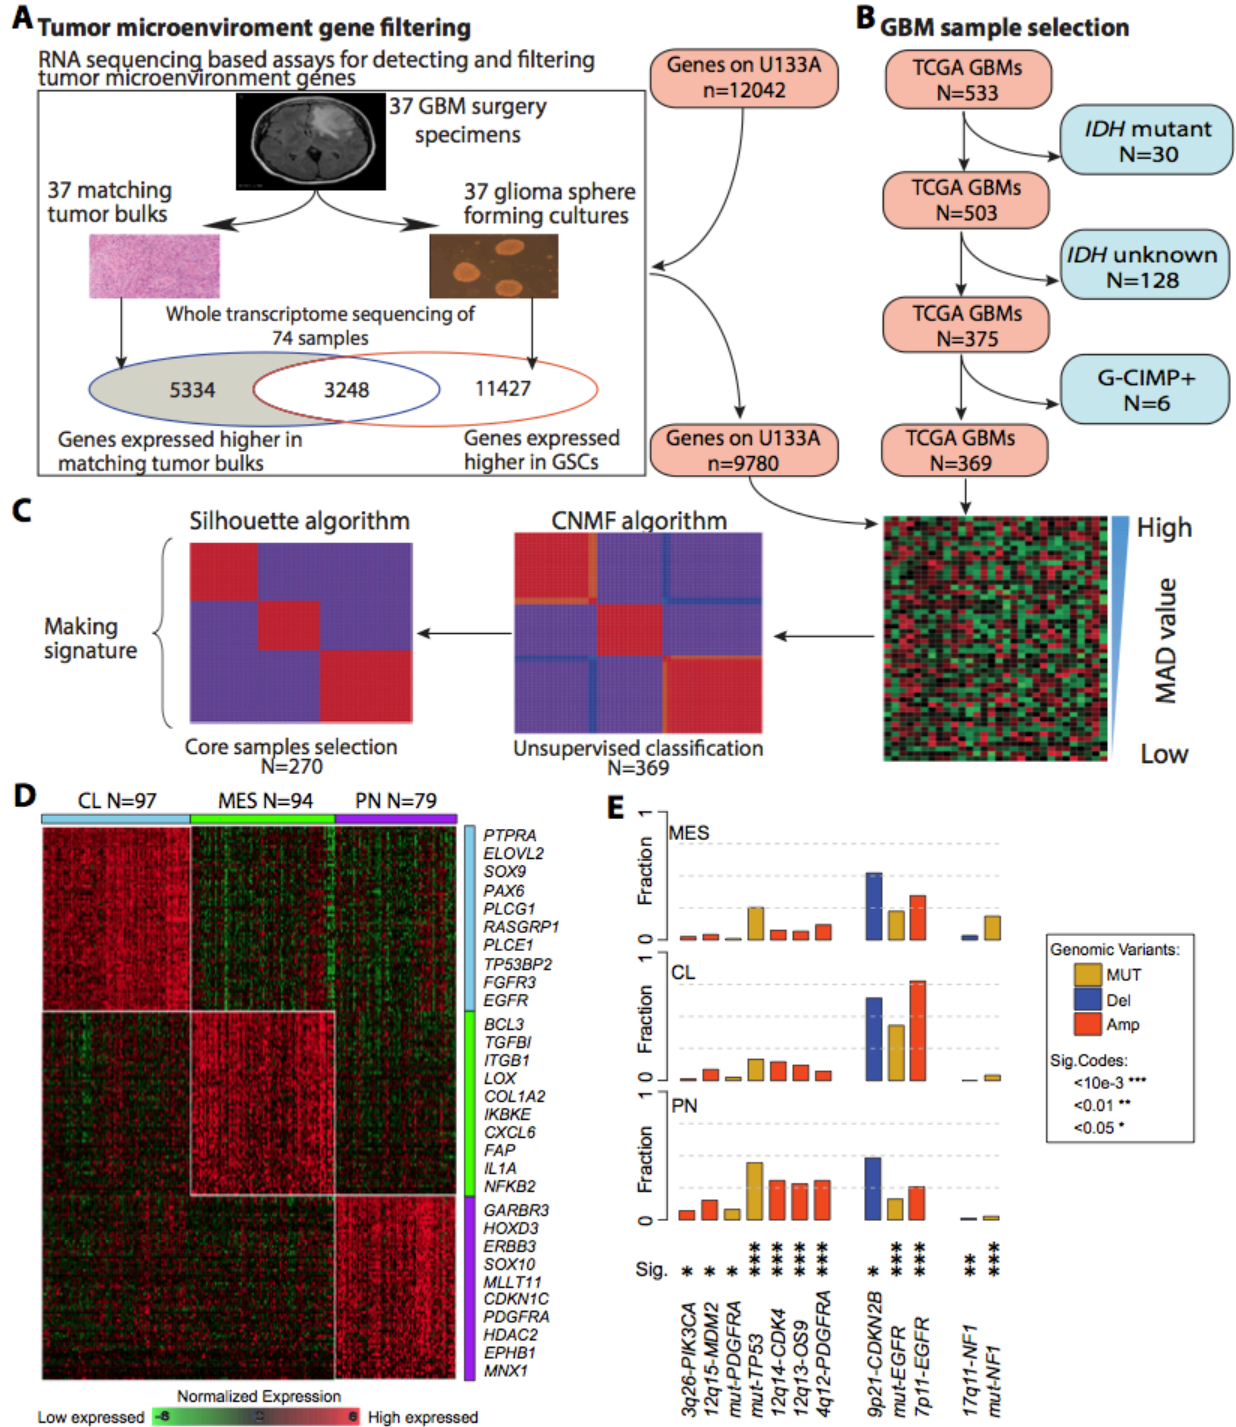 A Tumor microenviroment gene filtering
RNA sequencing based assays for detecting and filtering
tumor microenvironment genes
37 GBM surgery
specimens
37 matching
tumor bulks
37 glioma sphere
forming cultures
Whole transcriptome sequencing of
74 samples
5334
3248
11427
Genes expressed higher in
matching tumor bulks
Genes expressed
higher in GSCs
Genes on U133A
n=12042
Genes on U133A
n=9780
B GBM sample selection
TCGA GBMs
N=533
IDH mutant
N=30
TCGA GBMs
N=503
IDH unknown
N=128
TCGA GBMs
N=375
G-CIMP+
N=6
TCGA GBMs
N=369
C
Silhouette algorithm
CNMF algorithm
Making
signature
Core samples selection
N=270
Unsupervised classification
N=369
High
MAD value
Low
D
CL N=97 MES N=94 PN N=79
PTPRA
ELOVL2
SOX9
PAX6
PLCG1
RASGRP1
PLCE1
TP53BP2
FGFR3
EGFR
BCL3
TGFBI
ITGB1
LOX
COL1A2
IKBKE
CXCL6
FAP
IL1A
NFKB2
GARBR3
HOXD3
ERBB3
SOX10
MLLT11
CDKN1C
PDGFRA
HDAC2
EPHB1
MNX1
Normalized Expression
Low expressed -6 0 6 High expressed
E
MES
Fraction
0 1
CL
Fraction
0 1
PN
Fraction
0 1
Sig. * * * *** *** *** *** * *** *** ** ***
3q26-PIK3CA
12q15-MDM2
mut-PDGFRA
mut-TP53
12q14-CDK4
12q13-OS9
4q12-PDGFRA
9p21-CDKN2B
mut-EGFR
7p11-EGFR
17q11-NF1
mut-NF1
Genomic Variants:
MUT
Del
Amp
Sig.Codes:
<10e-3 ***
<0.01 **
<0.05 *